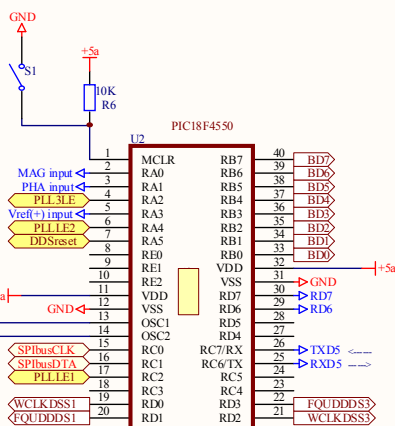 GND
+5a
S1
10K
R6
PIC18F4550
U2
1 MCLR RB7 40 BD7
MAG input 2 RA0 RB6 39 BD6
PHA input 3 RA1 RB5 38 BD5
PLL3LE 4 RA2 RB4 37 BD4
Vref(+) input 5 RA3 RB3 36 BD3
PLLLE2 6 RA4 RB2 35 BD2
DDSreset 7 RA5 RB1 34 BD1
8 RE0 RB0 33 BD0
9 RE1 VDD 32 +5a
10 RE2 VSS 31 GND
a 11 VDD RD7 30 RD7
GND 12 VSS RD6 29 RD6
13 OSC1 RD5 28
14 OSC2 RD4 27
SPIbusCLK 15 RC0 RC7/RX 26 TXD5 <-----
SPIbusDTA 16 RC1 RC6/TX 25 RXD5 ---->
PLLLE1 17 RC2 RC5 24
18 RC3 RC4 23
WCLKDSS1 19 RD0 RD3 22 FQUDDDS3
FQUDDDS1 20 RD1 RD2 21 WCLKDDS3